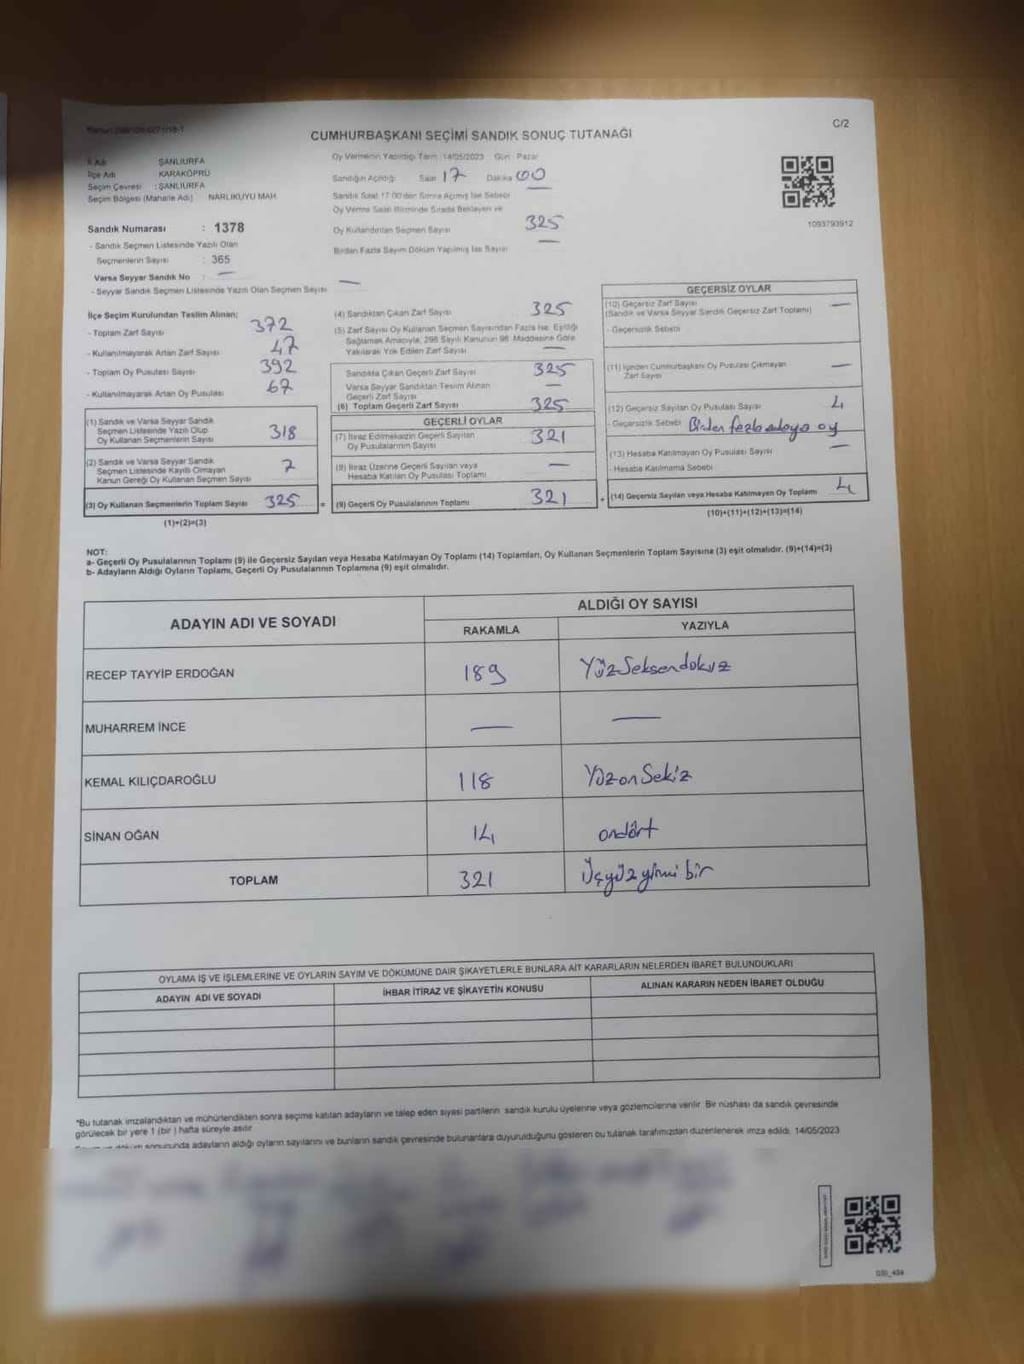 C/2
CUMHURBAŞKANI SEÇİMİ SANDIK SONUÇ TUTANAĞI
İl Adı ŞANLIURFA
İlçe Adı KARAKÖPRÜ
Seçim Çevresi : ŞANLIURFA
Seçim Bölgesi (Mahalle Adı) NARLIKUYU MAH.
Sandık Numarası : 1378
- Sandık Seçmen Listesinde Yazılı Olan
Seçmenlerin Sayısı : 365
Varsa Seyyar Sandık No : —
- Seyyar Sandık Seçmen Listesinde Yazılı Olan Seçmen Sayısı —
Oy Vermenin Yapıldığı Tarih : 14/05/2023 Gün : Pazar
Sandığın Açıldığı Saat 17 Dakika 00
Sandık Saat 17.00'den Sonra Açılmış İse Sebebi —
Oy Verme Saati Bitiminde Sırada Bekleyen ve
Oy Kullandırılan Seçmen Sayısı 325
Birden Fazla Sayım Döküm Yapılmış İse Sayısı —
1093793912
İlçe Seçim Kurulundan Teslim Alınan;
- Toplam Zarf Sayısı 372
- Kullanılmayarak Artan Zarf Sayısı 47
- Toplam Oy Pusulası Sayısı 392
- Kullanılmayarak Artan Oy Pusulası 67
(1) Sandık ve Varsa Seyyar Sandık
Seçmen Listesinde Yazılı Olup
Oy Kullanan Seçmenlerin Sayısı 318
(2) Sandık ve Varsa Seyyar Sandık
Seçmen Listesinde Kayıtlı Olmayan
Kanun Gereği Oy Kullanan Seçmen Sayısı 7
(3) Oy Kullanan Seçmenlerin Toplam Sayısı 325 =
(1)+(2)=(3)
(4) Sandıktan Çıkan Zarf Sayısı 325
(5) Zarf Sayısı Oy Kullanan Seçmen Sayısından Fazla İse, Eşitliği
Sağlamak Amacıyla, 298 Sayılı Kanunun 98. Maddesine Göre
Yakılarak Yok Edilen Zarf Sayısı —
Sandıkta Çıkan Geçerli Zarf Sayısı 325
Varsa Seyyar Sandıktan Teslim Alınan
Geçerli Zarf Sayısı —
(6) Toplam Geçerli Zarf Sayısı 325
GEÇERLİ OYLAR
(7) İtiraz Edilmeksizin Geçerli Sayılan
Oy Pusulalarının Sayısı 321
(8) İtiraz Üzerine Geçerli Sayılan veya
Hesaba Katılan Oy Pusulası Toplamı —
(9) Geçerli Oy Pusulalarının Toplamı 321 +
GEÇERSİZ OYLAR
(10) Geçersiz Zarf Sayısı —
(Sandık ve Varsa Seyyar Sandık Geçersiz Zarf Toplamı)
- Geçersizlik Sebebi
(11) İçinden Cumhurbaşkanı Oy Pusulası Çıkmayan
Zarf Sayısı —
(12) Geçersiz Sayılan Oy Pusulası Sayısı 4
- Geçersizlik Sebebi Birden fazla adaya oy
(13) Hesaba Katılmayan Oy Pusulası Sayısı —
- Hesaba Katılmama Sebebi
(14) Geçersiz Sayılan veya Hesaba Katılmayan Oy Toplamı 4
(10)+(11)+(12)+(13)=(14)
NOT:
a- Geçerli Oy Pusulalarının Toplamı (9) ile Geçersiz Sayılan veya Hesaba Katılmayan Oy Toplamı (14) Toplamları, Oy Kullanan Seçmenlerin Toplam Sayısına (3) eşit olmalıdır. (9)+(14)=(3)
b- Adayların Aldığı Oyların Toplamı, Geçerli Oy Pusulalarının Toplamına (9) eşit olmalıdır.
ADAYIN ADI VE SOYADI ALDIĞI OY SAYISI
RAKAMLA YAZIYLA
RECEP TAYYİP ERDOĞAN 189 Yüz Seksen dokuz
MUHARREM İNCE — —
KEMAL KILIÇDAROĞLU 118 Yüz on Sekiz
SİNAN OĞAN 14 ondört
TOPLAM 321 Üçyüz yirmi bir
OYLAMA İŞ VE İŞLEMLERİNE VE OYLARIN SAYIM VE DÖKÜMÜNE DAİR ŞİKAYETLERLE BUNLARA AİT KARARLARIN NELERDEN İBARET BULUNDUKLARI
ADAYIN ADI VE SOYADI İHBAR İTİRAZ VE ŞİKAYETİN KONUSU ALINAN KARARIN NEDEN İBARET OLDUĞU
*Bu tutanak imzalandıktan ve mühürlendikten sonra seçime katılan adayların ve talep eden siyasi partilerin sandık kurulu üyelerine veya gözlemcilerine verilir. Bir nüshası da sandık çevresinde
görülecek bir yere 1 (bir ) hafta süreyle asılır.
sonucunda adayların aldığı oyların sayılarını ve bunların sandık çevresinde bulunanlara duyurulduğunu gösteren bu tutanak tarafımızdan düzenlenerek imza edildi. 14/05/2023